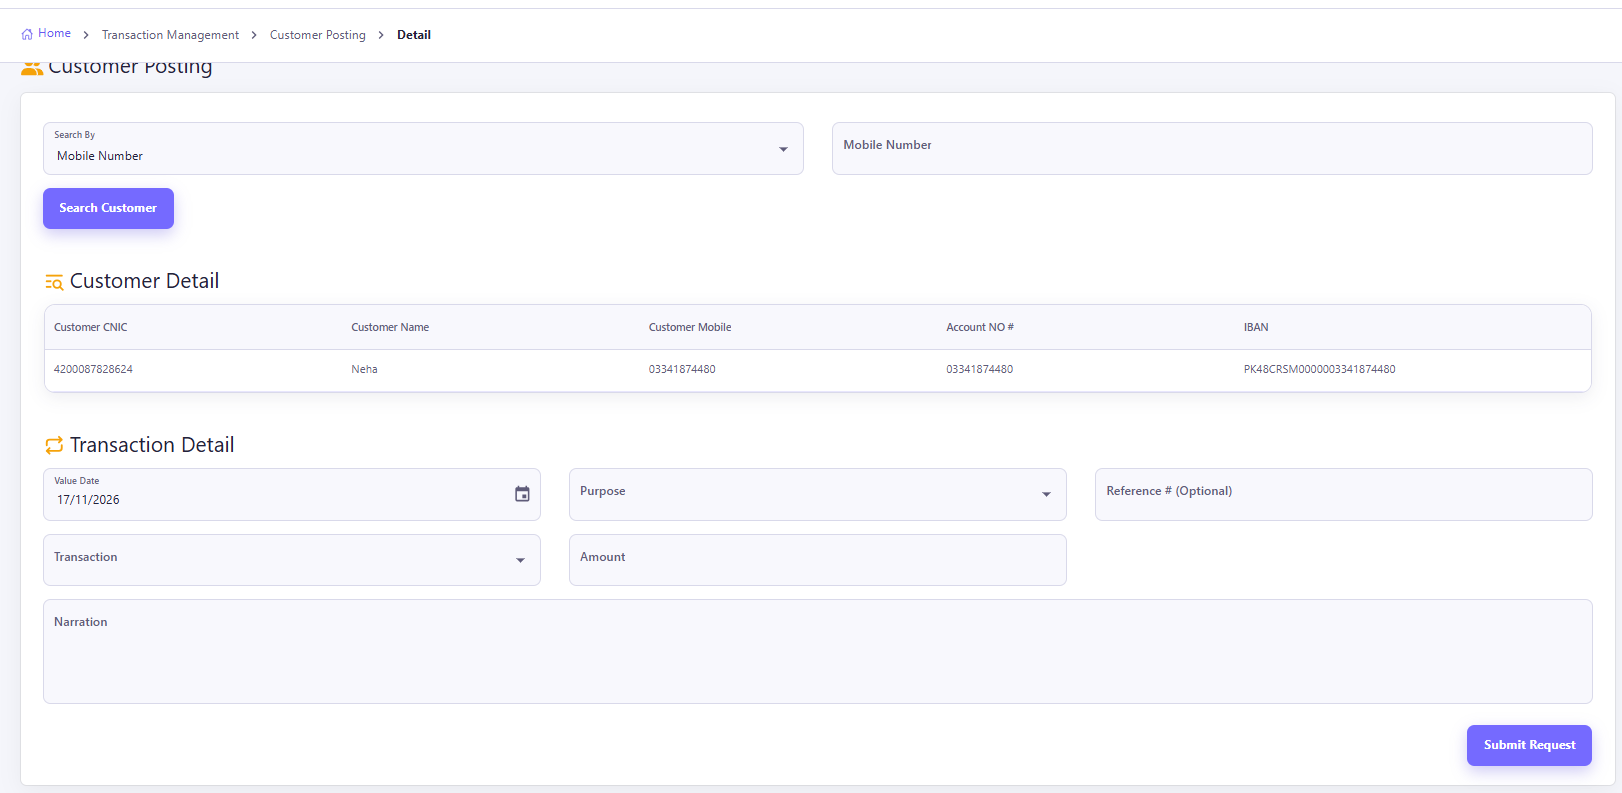 Home > Transaction Management > Customer Posting > Detail
Customer Posting
Search By
Mobile Number
Mobile Number
Search Customer
Customer Detail
Customer CNIC Customer Name Customer Mobile Account NO # IBAN
4200087828624 Neha 03341874480 03341874480 PK48CRSM0000003341874480
Transaction Detail
Value Date
17/11/2026
Purpose
Reference # (Optional)
Transaction
Amount
Narration
Submit Request